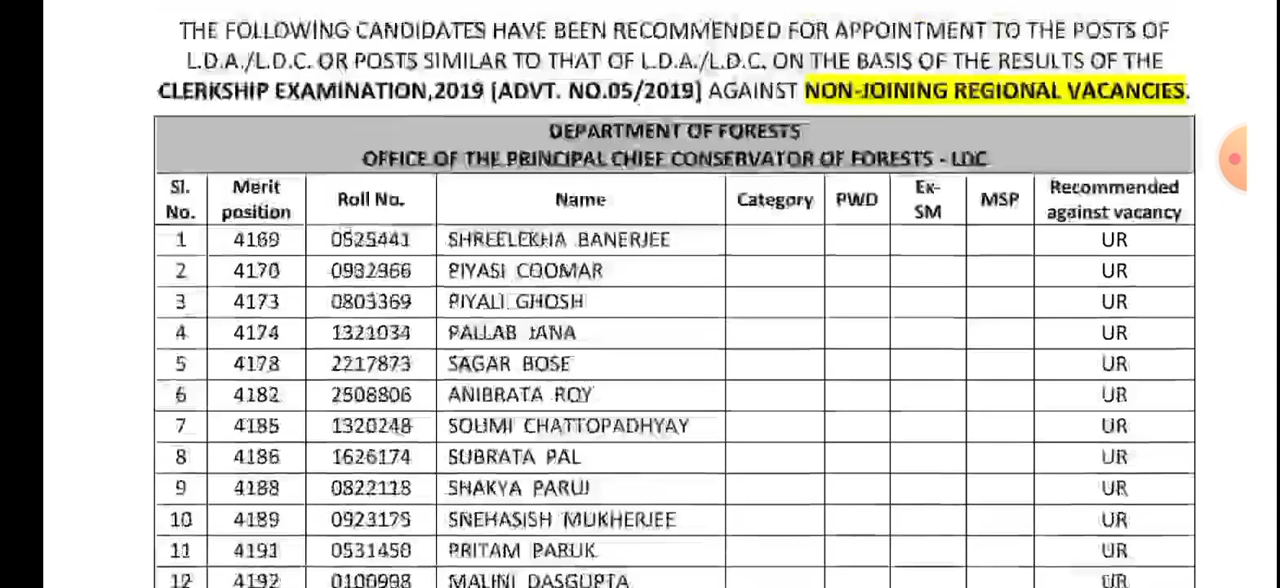 THE FOLLOWING CANDIDATES HAVE BEEN RECOMMENDED FOR APPOINTMENT TO THE POSTS OF
L.D.A./L.D.C. OR POSTS SIMILAR TO THAT OF L.D.A./L.D.C. ON THE BASIS OF THE RESULTS OF THE
CLERKSHIP EXAMINATION,2019 [ADVT. NO.05/2019] AGAINST NON-JOINING REGIONAL VACANCIES.
DEPARTMENT OF FORESTS
OFFICE OF THE PRINCIPAL CHIEF CONSERVATOR OF FORESTS - LDC
Sl. No. Merit position Roll No. Name Category PWD Ex-SM MSP Recommended against vacancy
1 4169 0525441 SHREELEKHA BANERJEE UR
2 4170 0932966 PIYASI COOMAR UR
3 4173 0803369 PIYALI GHOSH UR
4 4174 1321034 PALLAB JANA UR
5 4178 2217873 SAGAR BOSE UR
6 4182 2508806 ANIBRATA ROY UR
7 4185 1320248 SOUMI CHATTOPADHYAY UR
8 4186 1626174 SUBRATA PAL UR
9 4188 0822118 SHAKYA PARUI UR
10 4189 0923175 SNEHASISH MUKHERJEE UR
11 4191 0531450 PRITAM PARUK UR
12 4192 0100998 MALINI DASGUPTA UR